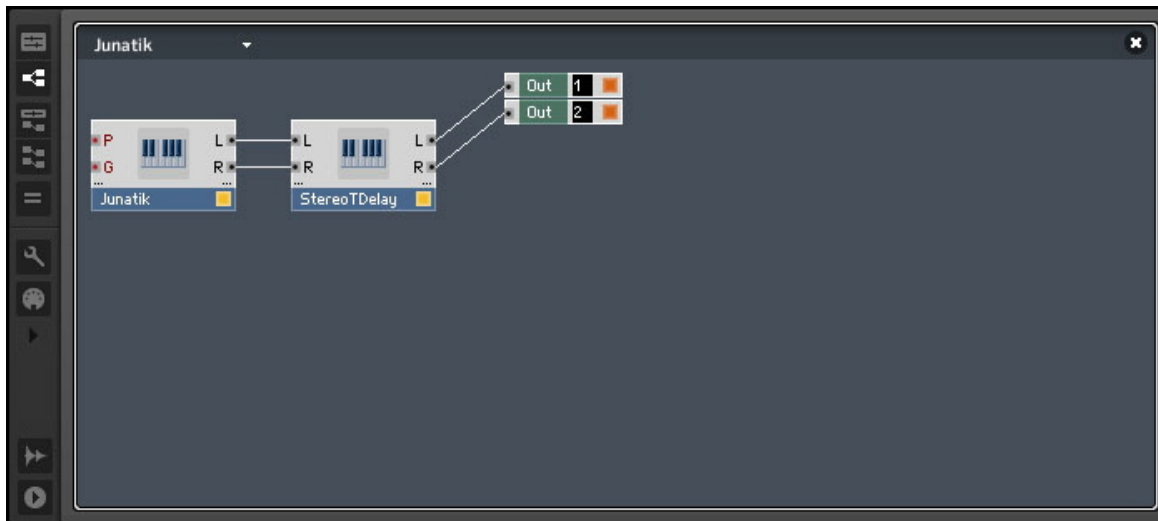 Junatik
Out 1
Out 2
P L L L
G R R R
... ... ... ...
Junatik StereoTDelay